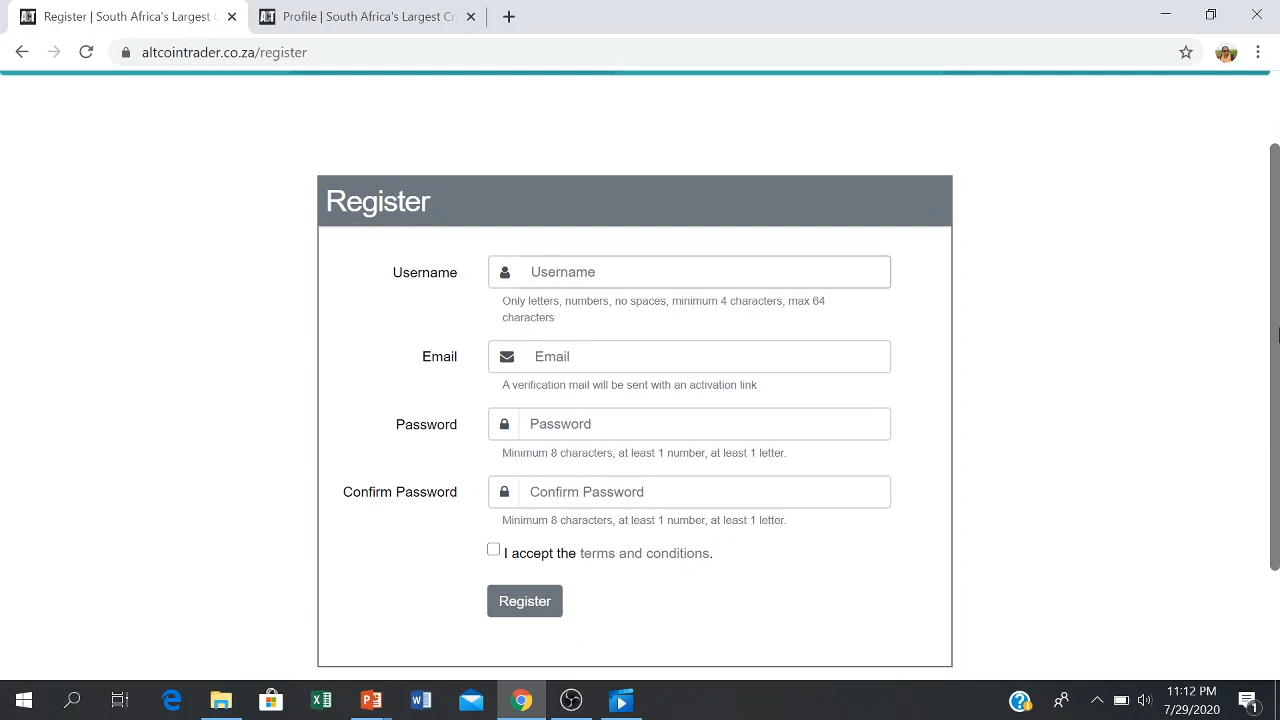 Register | South Africa's Largest C
Profile | South Africa's Largest Cr
altcointrader.co.za/register
Register
Username
Username
Only letters, numbers, no spaces, minimum 4 characters, max 64
characters
Email
Email
A verification mail will be sent with an activation link
Password
Password
Minimum 8 characters, at least 1 number, at least 1 letter.
Confirm Password
Confirm Password
Minimum 8 characters, at least 1 number, at least 1 letter.
I accept the terms and conditions.
Register
11:12 PM
7/29/2020
1